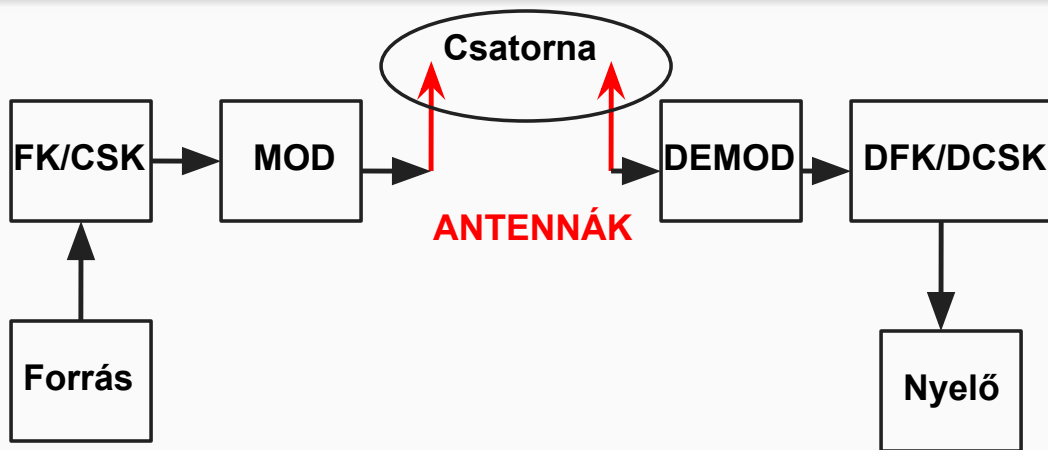 Csatorna
FK/CSK
MOD
DEMOD
DFK/DCSK
ANTENNÁK
Forrás
Nyelő